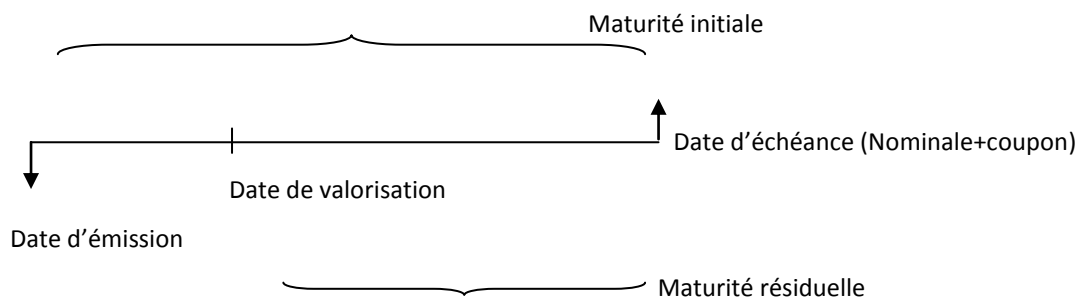 Maturité initiale
Date d’échéance (Nominale+coupon)
Date de valorisation
Date d’émission
Maturité résiduelle